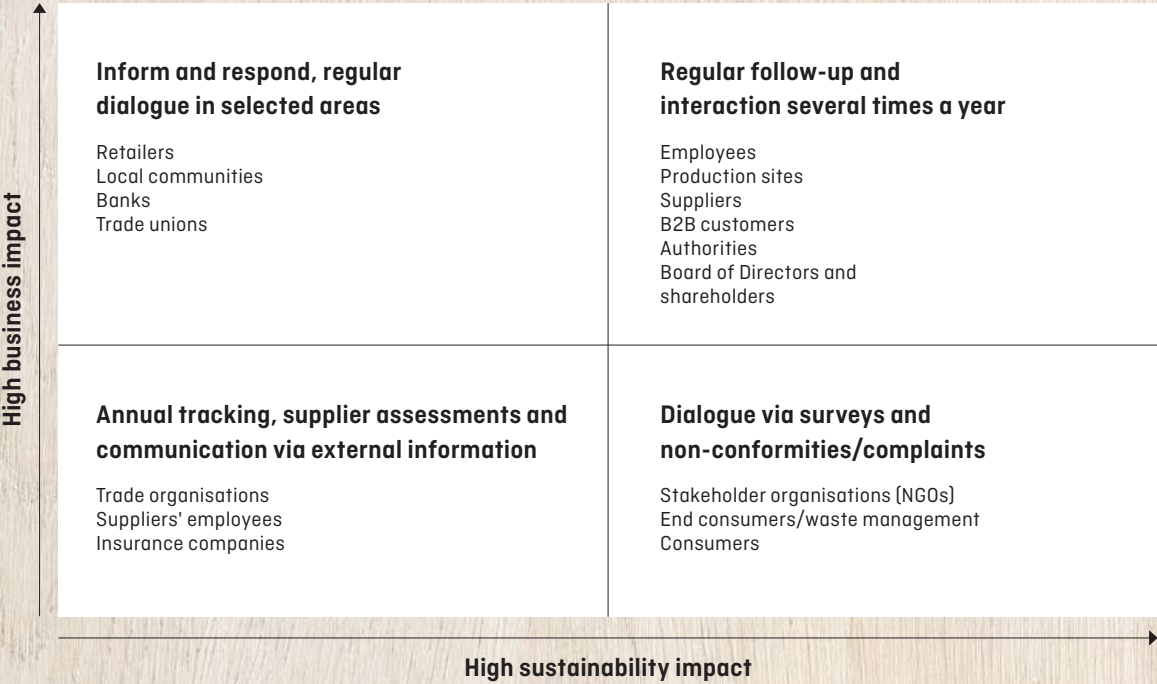 High business impact
Inform and respond, regular
dialogue in selected areas
Retailers
Local communities
Banks
Trade unions
Regular follow-up and
interaction several times a year
Employees
Production sites
Suppliers
B2B customers
Authorities
Board of Directors and
shareholders
Annual tracking, supplier assessments and
communication via external information
Trade organisations
Suppliers' employees
Insurance companies
Dialogue via surveys and
non-conformities/complaints
Stakeholder organisations (NGOs)
End consumers/waste management
Consumers
High sustainability impact